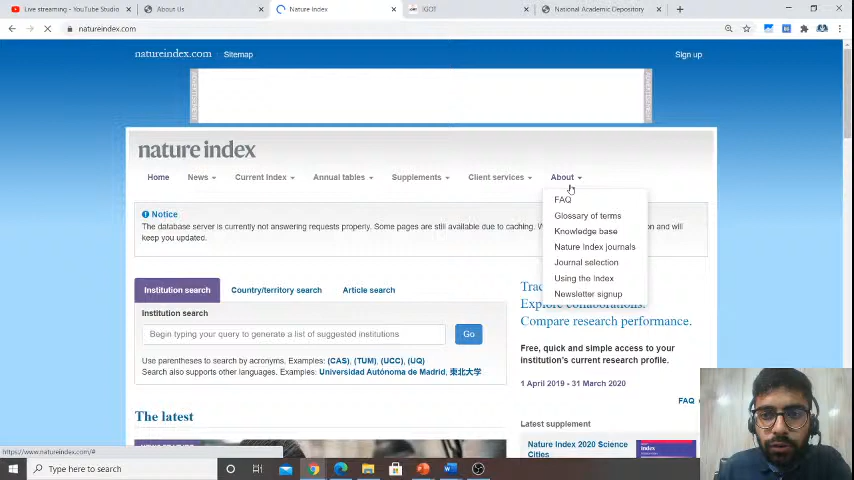 Live streaming - YouTube Studio
About Us
Nature Index
IGOT
National Academic Depository
natureindex.com
natureindex.com Sitemap
Sign up
nature index
Home News Current Index Annual tables Supplements Client services About
FAQ
Glossary of terms
Knowledge base
Nature Index journals
Journal selection
Using the Index
Newsletter signup
Notice
The database server is currently not answering requests properly. Some pages are still available due to caching. and will
keep you updated.
Institution search Country/territory search Article search
Institution search
Begin typing your query to generate a list of suggested institutions Go
Use parentheses to search by acronyms. Examples: (CAS), (TUM), (UCC), (UQ)
Search also supports other languages. Examples: Universidad Autónoma de Madrid, 東北大学
The latest
Explore collaborations.
Compare research performance.
Free, quick and simple access to your
institution's current research profile.
1 April 2019 - 31 March 2020
FAQ
Latest supplement
Nature Index 2020 Science
Cities
index
https://www.natureindex.com/#
Type here to search